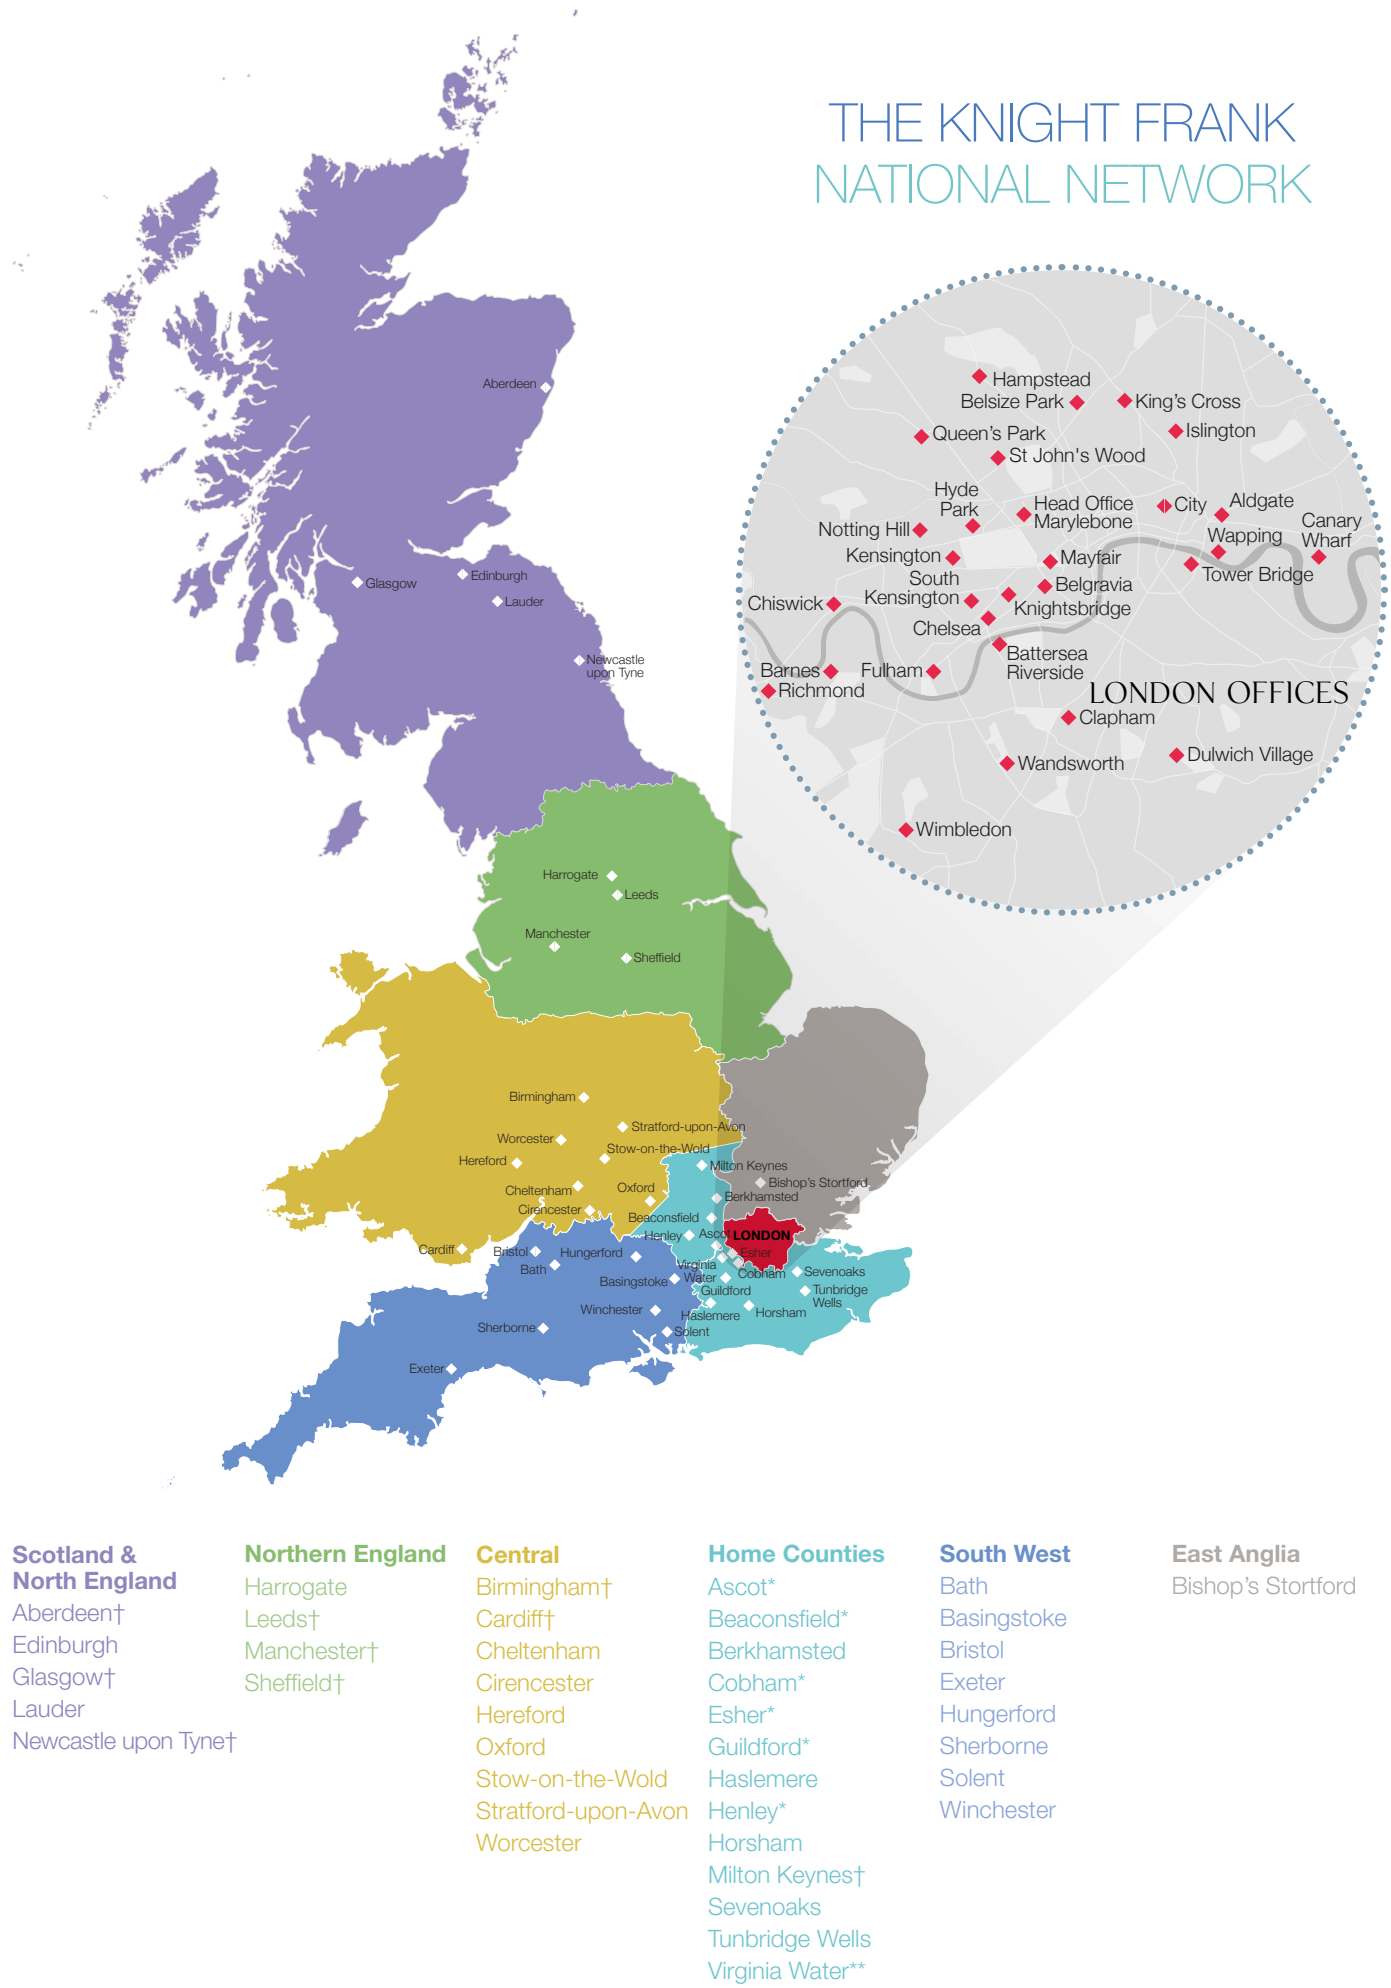 THE KNIGHT FRANK
NATIONAL NETWORK
Hampstead
Belsize Park
King's Cross
Queen's Park
Islington
St John's Wood
Hyde
Park
Head Office
Marylebone
City
Aldgate
Notting Hill
Wapping
Canary
Wharf
Kensington
Mayfair
Tower Bridge
South
Kensington
Belgravia
Knightsbridge
Chiswick
Chelsea
Battersea
Riverside
Barnes
Fulham
Richmond
LONDON OFFICES
Clapham
Wandsworth
Dulwich Village
Wimbledon
Aberdeen
Glasgow
Edinburgh
Lauder
Newcastle
upon Tyne
Harrogate
Leeds
Manchester
Sheffield
Birmingham
Stratford-upon-Avon
Worcester
Stow-on-the-Wold
Hereford
Milton Keynes
Cheltenham
Oxford
Bishop's Stortford
Berkhamsted
Cirencester
Beaconsfield
Henley
Ascot
LONDON
Cardiff
Bristol
Hungerford
Esher
Bath
Virginia
Water
Cobham
Sevenoaks
Basingstoke
Guildford
Tunbridge
Wells
Winchester
Haslemere
Horsham
Sherborne
Solent
Exeter
Scotland &
North England
Aberdeen†
Edinburgh
Glasgow†
Lauder
Newcastle upon Tyne†
Northern England
Harrogate
Leeds†
Manchester†
Sheffield†
Central
Birmingham†
Cardiff†
Cheltenham
Cirencester
Hereford
Oxford
Stow-on-the-Wold
Stratford-upon-Avon
Worcester
Home Counties
Ascot*
Beaconsfield*
Berkhamsted
Cobham*
Esher*
Guildford*
Haslemere
Henley*
Horsham
Milton Keynes†
Sevenoaks
Tunbridge Wells
Virginia Water**
South West
Bath
Basingstoke
Bristol
Exeter
Hungerford
Sherborne
Solent
Winchester
East Anglia
Bishop's Stortford